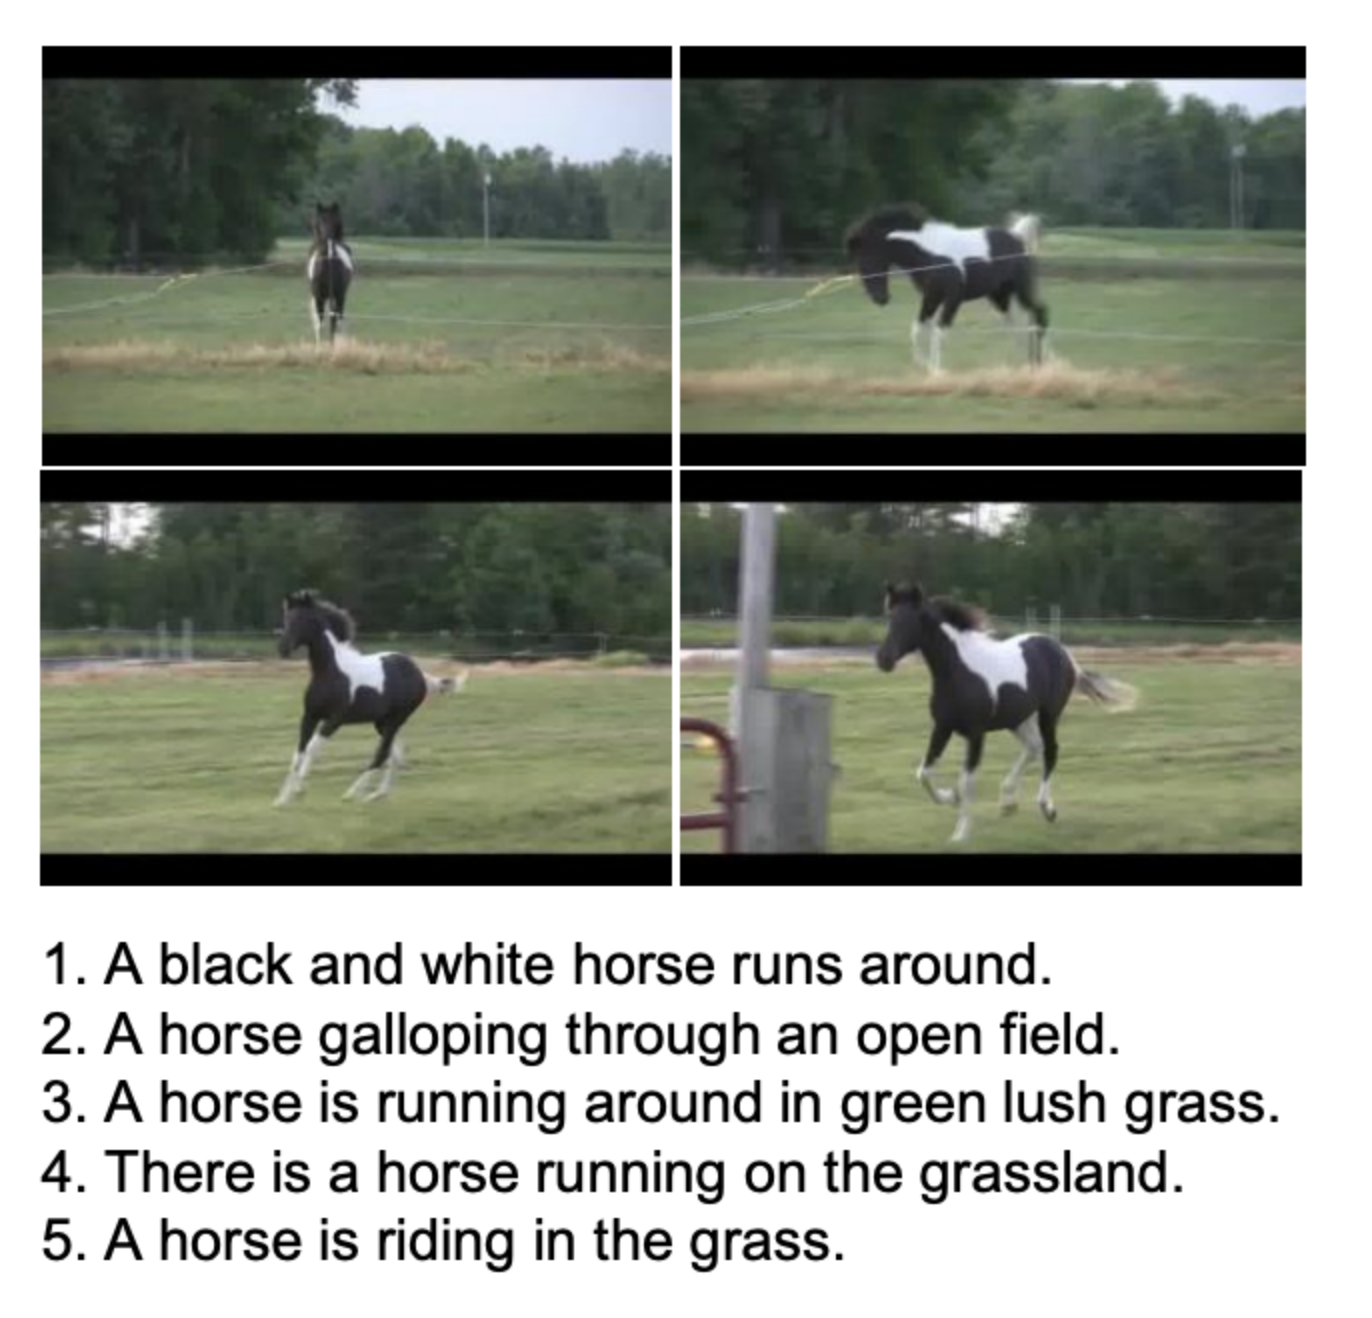 1. A black and white horse runs around.
2. A horse galloping through an open field.
3. A horse is running around in green lush grass.
4. There is a horse running on the grassland.
5. A horse is riding in the grass.